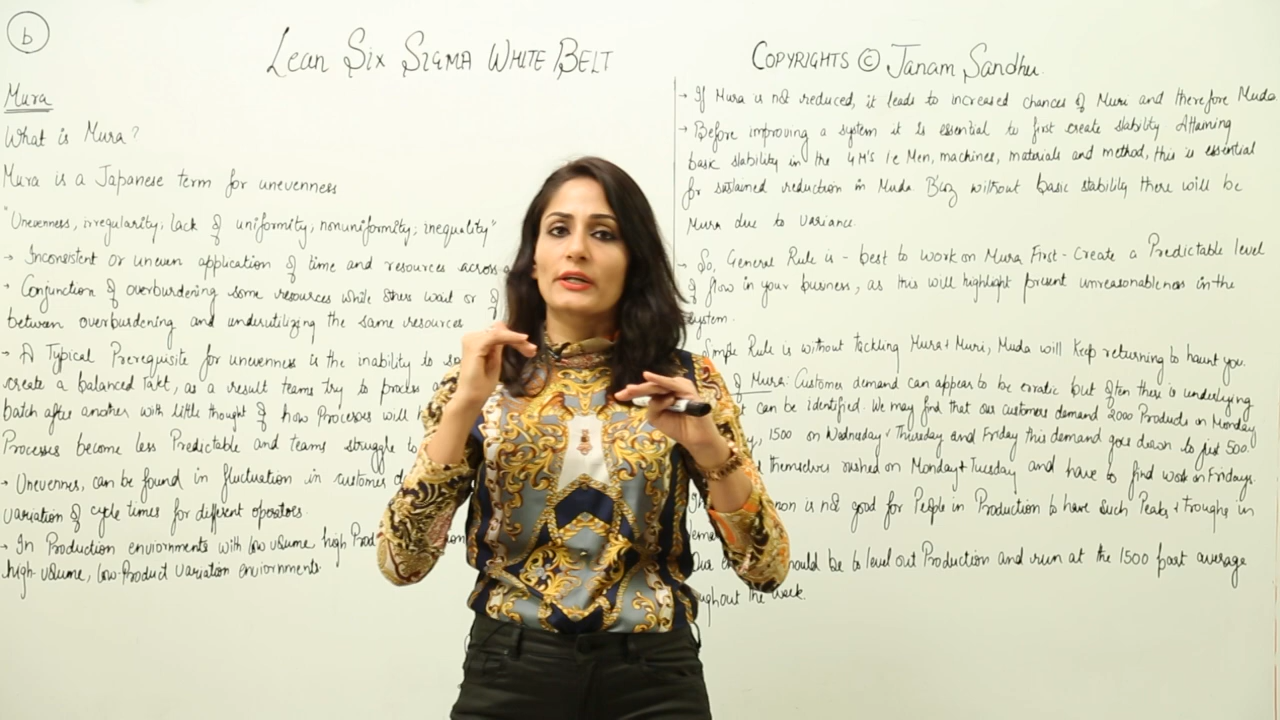 b
Lean Six Sigma White Belt
Copyrights © Janam Sandhu.
Mura
What is Mura?
Mura is a Japanese term for unevenness
"Unevenness, irregularity; lack of uniformity; nonuniformity; inequality"
→ Inconsistent or uneven application of time and resources across
→ Conjunction of overburdening some resources while others wait or of
between overburdening and underutilizing the same resources
→ A Typical Prerequisite for unevenness is the inability to
create a balanced Takt, as a result teams try to process
batch after another with little thought of how Processes will
Processes become less Predictable and teams struggle to
→ Unevennes, can be found in fluctuation in customer
variation of cycle times for different operators.
→ In Production enviornments with low volume, high
high-volume, low-Product variation enviornments.
→ If Mura is not reduced, it leads to increased chances of Muri and therefore Muda
→ Before improving a system it is essential to first create stability Attaining
basic stability in the 4M's i.e Men, machines, materials and method, this is essential
for sustained reduction in Muda B'coz without basic stability there will be
Mura due to variance.
→ So, General Rule is - best to work on Mura First - Create a Predictable level
of flow in your business, as this will highlight present unreasonableness in the
system.
Simple Rule is without tackling Mura & Muri, Muda will Keep returning to haunt you.
of Mura: Customer demand can appear to be erratic but often there is underlying
can be identified. We may find that our customers demand 2000 Products on Monday
1500 on Wednesday & Thursday and Friday this demand goes down to just 500.
themselves rushed on Monday & Tuesday and have to find work on Fridays.
is not good for People in Production to have such Peaks & Troughs in
should be to level out Production and run at the 1500 part average
the week.